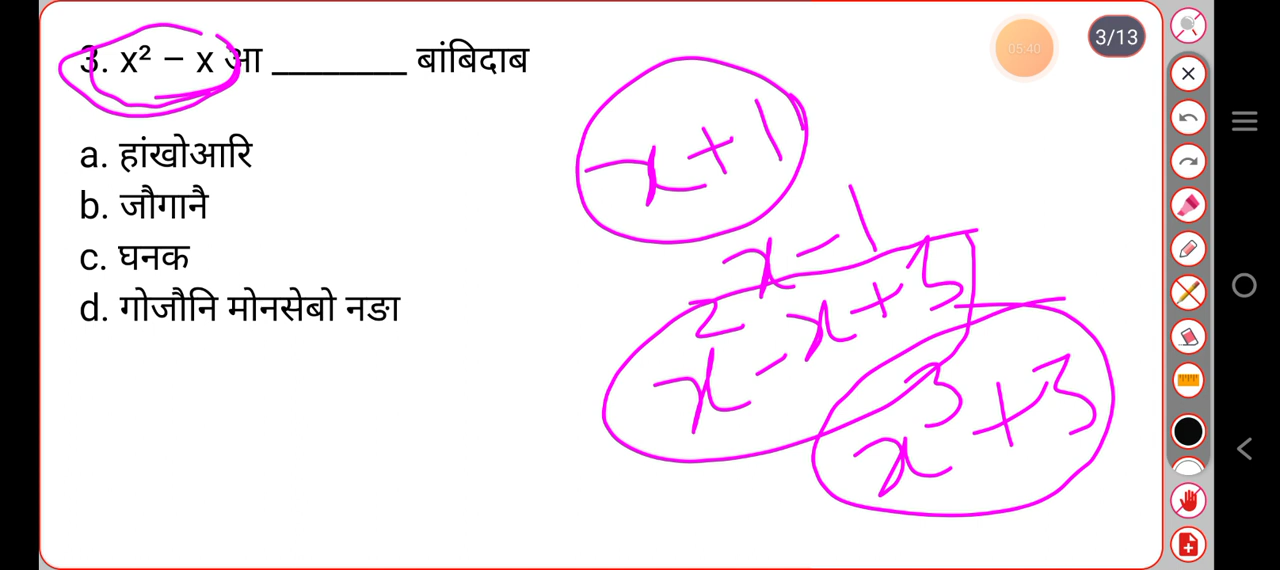 3. x² – x आ ________ बांबिदाब
a. हांखोआरि
b. जौगानै
c. घनक
d. गोजौनि मोनसेबो नङा
x+1
x-1
x²-x+5
x³+3
05:40
3/13